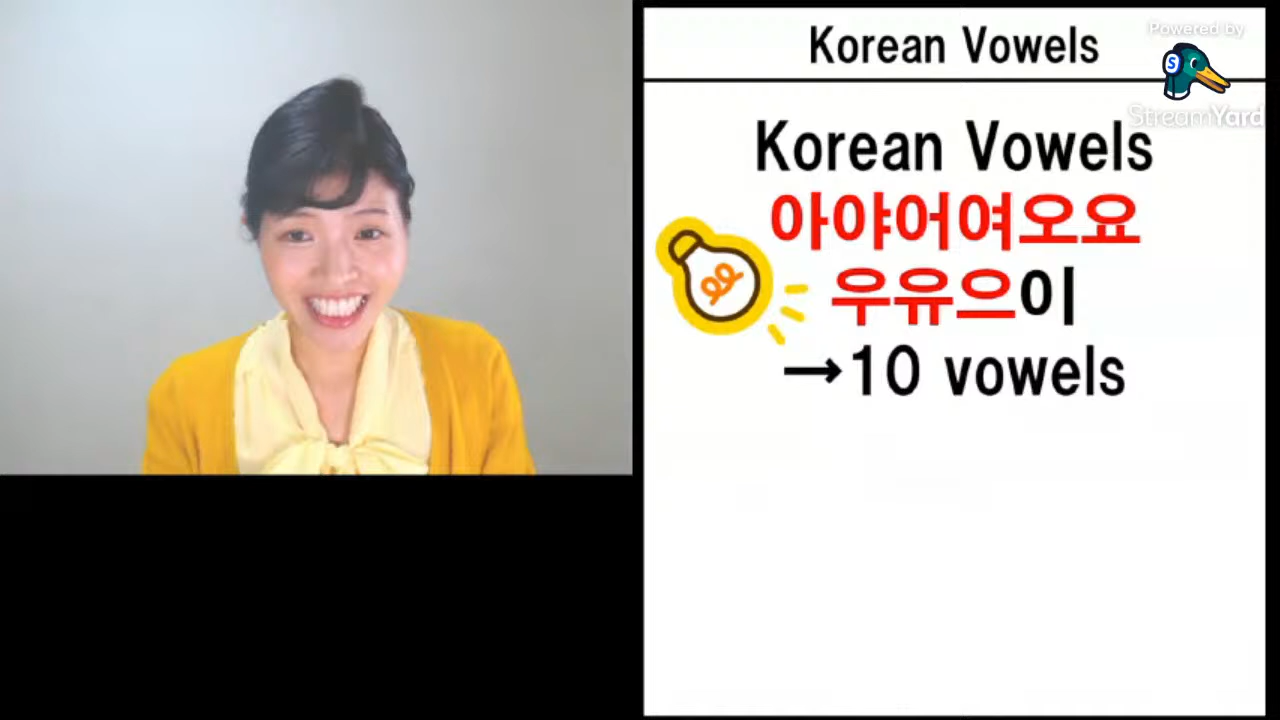 Korean Vowels
Powered by
S
StreamYard
Korean Vowels
아야어여오요
우유으이
→10 vowels